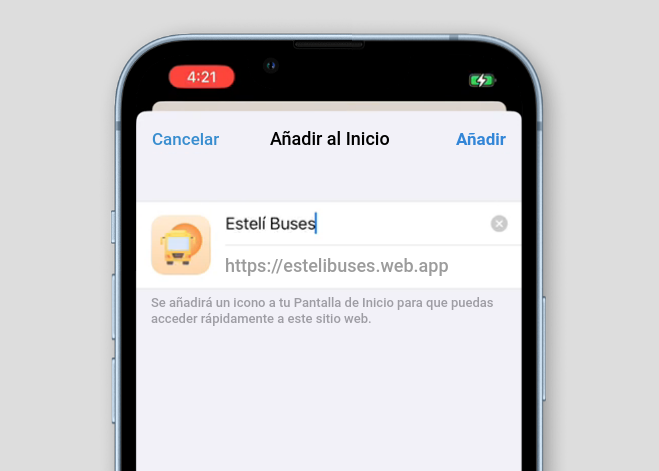 4:21
Cancelar
Añadir al Inicio
Añadir
Estelí Buses
https://estelibuses.web.app
Se añadirá un icono a tu Pantalla de Inicio para que puedas
acceder rápidamente a este sitio web.